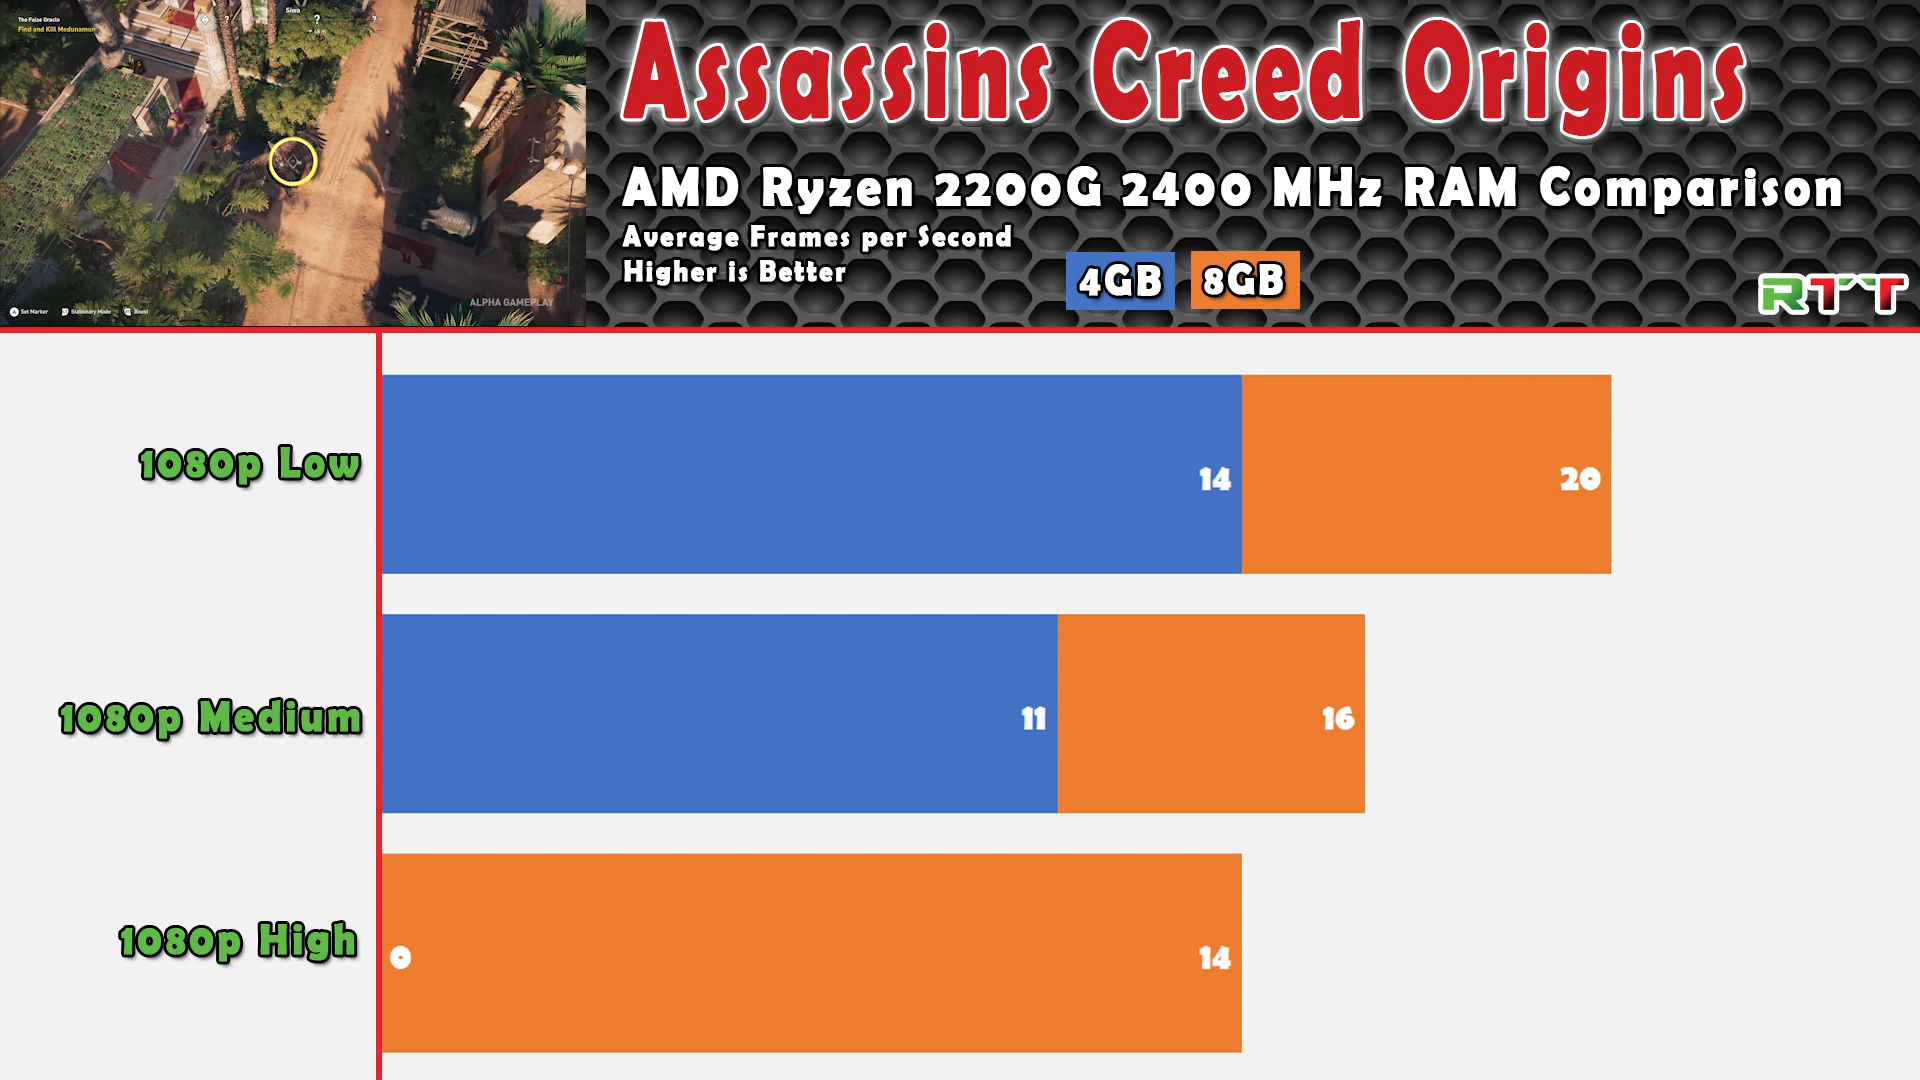 The False Oracle
Find and Kill Medunamun
Siwa
?
?
?
Set Marker
Stationary Mode
Boost
ALPHA GAMEPLAY
Assassins Creed Origins
AMD Ryzen 2200G 2400 MHz RAM Comparison
Average Frames per Second
Higher is Better
4GB 8GB
RTT
1080p Low
14 20
1080p Medium
11 16
1080p High
0 14